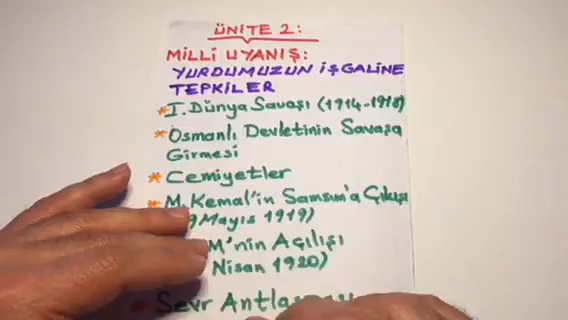 ÜNİTE 2:
MİLLİ UYANIŞ:
YURDUMUZUN İŞGALİNE
TEPKİLER
*I. Dünya Savaşı (1914-1918)
*Osmanlı Devletinin Savaşa
Girmesi
*Cemiyetler
*M. Kemal'in Samsun'a Çıkışı
9 Mayıs 1919)
M'nin Açılışı
Nisan 1920)
Sevr